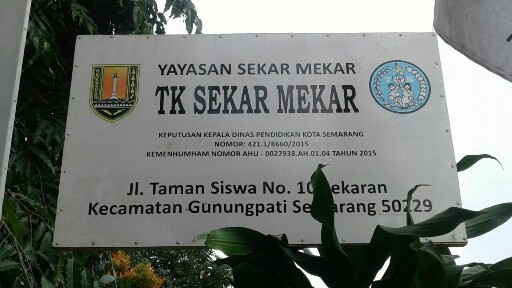 YAYASAN SEKAR MEKAR
TK SEKAR MEKAR
KEPUTUSAN KEPALA DINAS PENDIDIKAN KOTA SEMARANG
NOMOR: 421.1/8660/2015
KEMENHUMHAM NOMOR AHU - 0027938.AH.01.04 TAHUN 2015
Jl. Taman Siswa No. 10 Sekaran
Kecamatan Gunungpati Semarang 50229